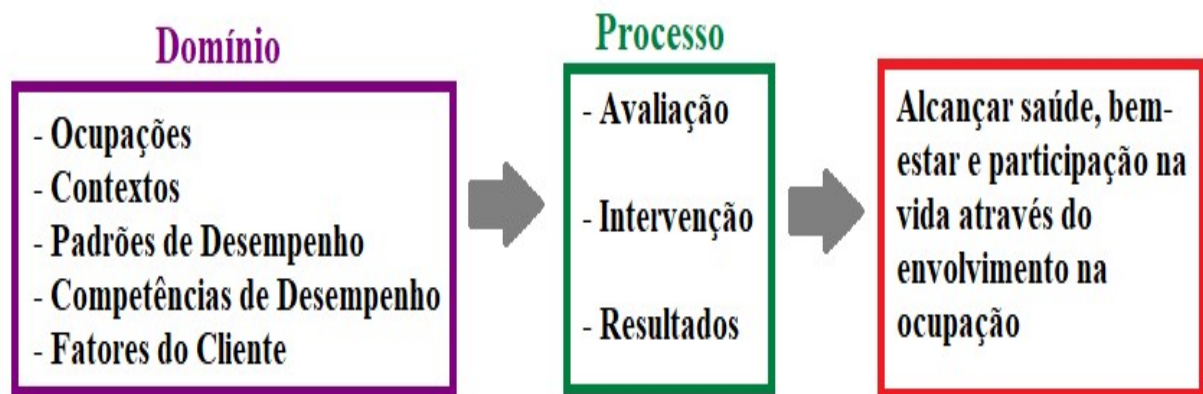 Domínio
- Ocupações
- Contextos
- Padrões de Desempenho
- Competências de Desempenho
- Fatores do Cliente
Processo
- Avaliação
- Intervenção
- Resultados
Alcançar saúde, bem-
estar e participação na
vida através do
envolvimento na
ocupação